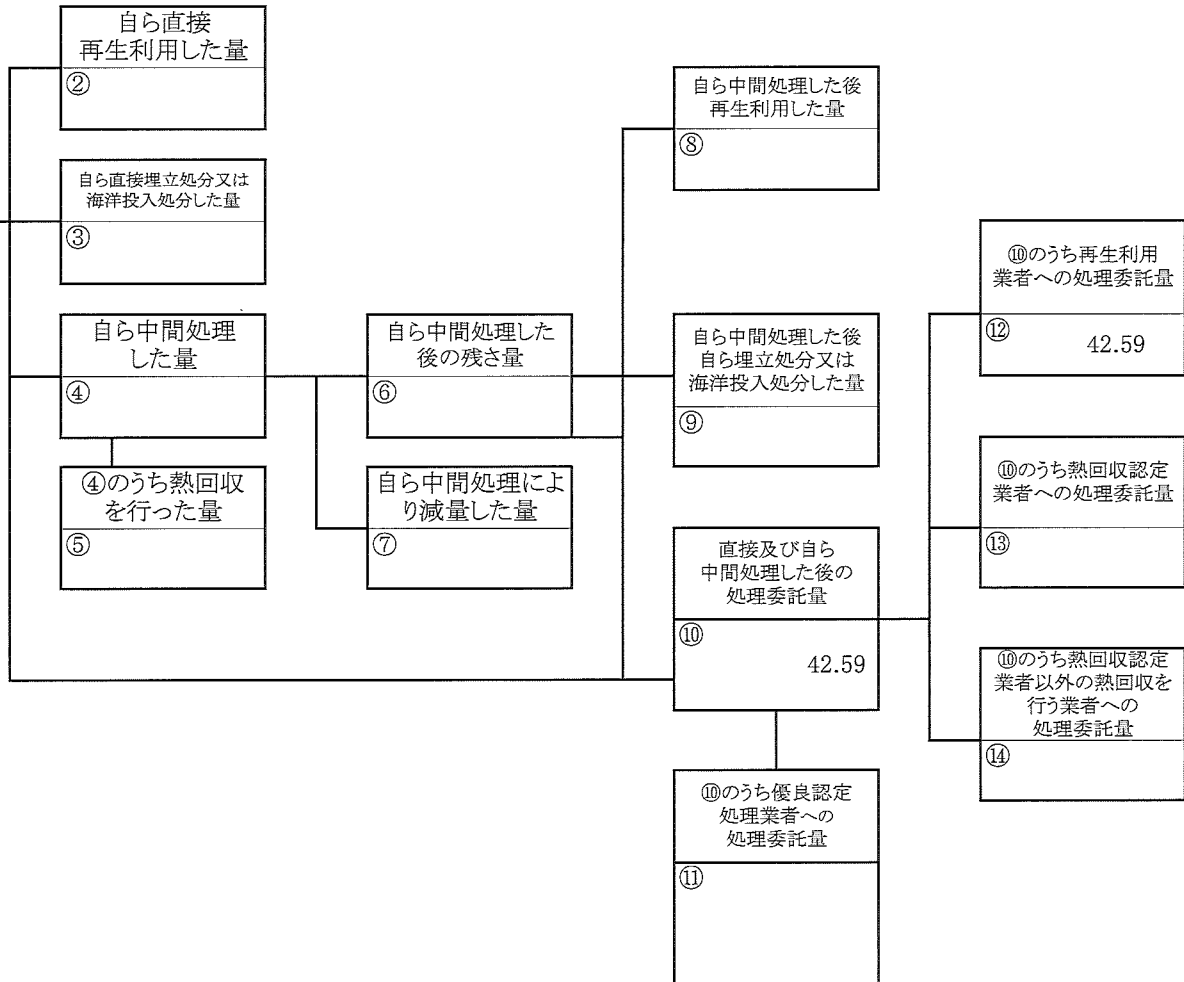 自ら直接
再生利用した量
②
自ら直接埋立処分又は
海洋投入処分した量
③
自ら中間処理
した量
④
④のうち熱回収
を行った量
⑤
自ら中間処理した
後の残さ量
⑥
自ら中間処理によ
り減量した量
⑦
自ら中間処理した後
再生利用した量
⑧
自ら中間処理した後
自ら埋立処分又は
海洋投入処分した量
⑨
直接及び自ら
中間処理した後の
処理委託量
⑩
42.59
⑩のうち優良認定
処理業者への
処理委託量
⑪
⑩のうち再生利用
業者への処理委託量
⑫ 42.59
⑩のうち熱回収認定
業者への処理委託量
⑬
⑩のうち熱回収認定
業者以外の熱回収を
行う業者への
処理委託量
⑭